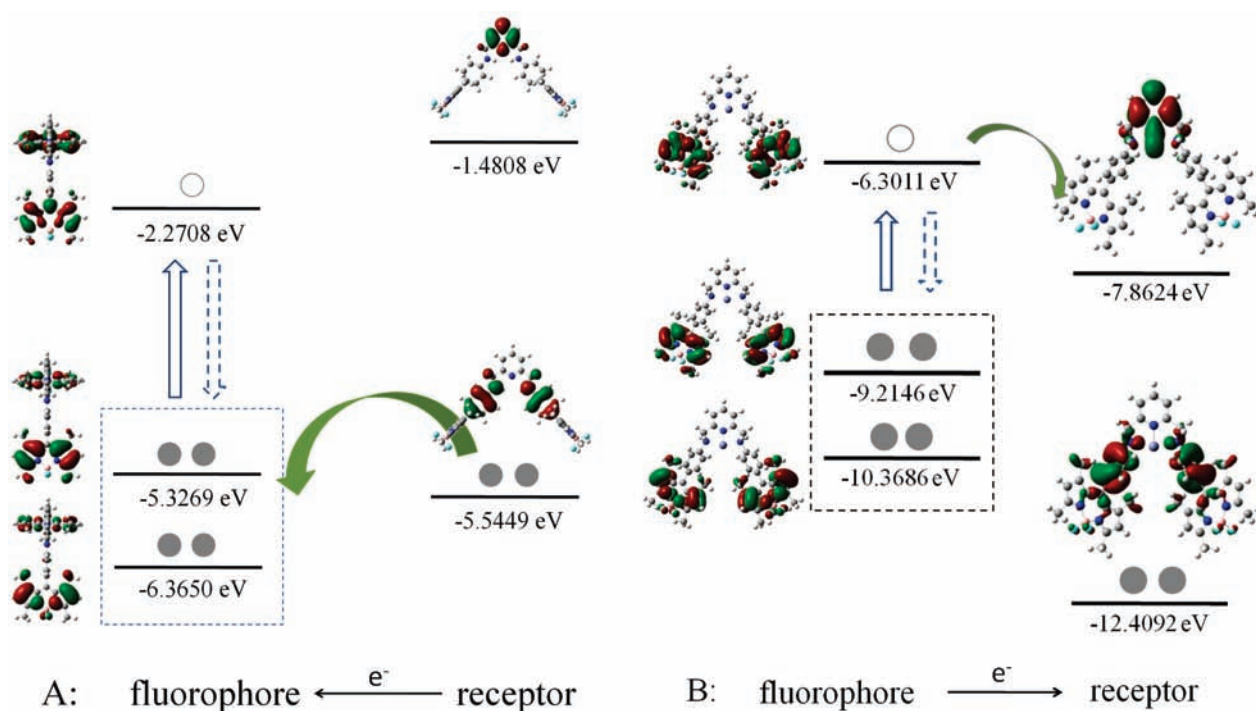 -1.4808 eV
-2.2708 eV
-5.3269 eV
-5.5449 eV
-6.3650 eV
A: fluorophore e⁻ receptor
-6.3011 eV
-7.8624 eV
-9.2146 eV
-10.3686 eV
-12.4092 eV
B: fluorophore e⁻ receptor